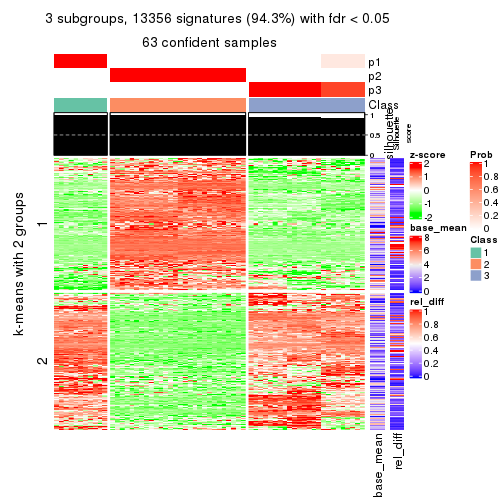 3 subgroups, 13356 signatures (94.3%) with fdr < 0.05
63 confident samples
p1
p2
p3
Class
1
0.5
0
silhouette
Silhouette
score
k-means with 2 groups
1
2
base_mean
rel_diff
z-score
2
1
0
-1
-2
base_mean
8
6
4
2
0
rel_diff
1
0.8
0.6
0.4
0.2
0
Prob
1
0.8
0.6
0.4
0.2
0
Class
1
2
3